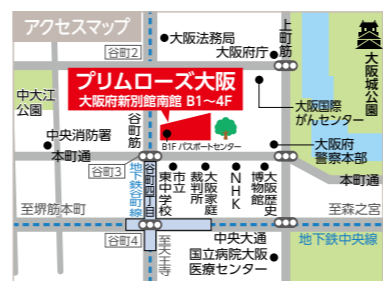 アクセスマップ
谷町2
大阪法務局
大阪府庁
上町筋
大阪城公園
中大江
公園
プリムローズ大阪
大阪府新別館南館 B1〜4F
大阪国際
がんセンター
中央消防署
谷町筋
B1F パスポートセンター
大阪府
警察本部
本町通
本町通
谷町3
地下鉄谷町線
谷町四丁目
市立
東中学校
大阪家庭
裁判所
NHK
大阪歴史
博物館
至堺筋本町
至森之宮
谷町4
至天王寺
中央大通
地下鉄中央線
国立病院大阪
医療センター